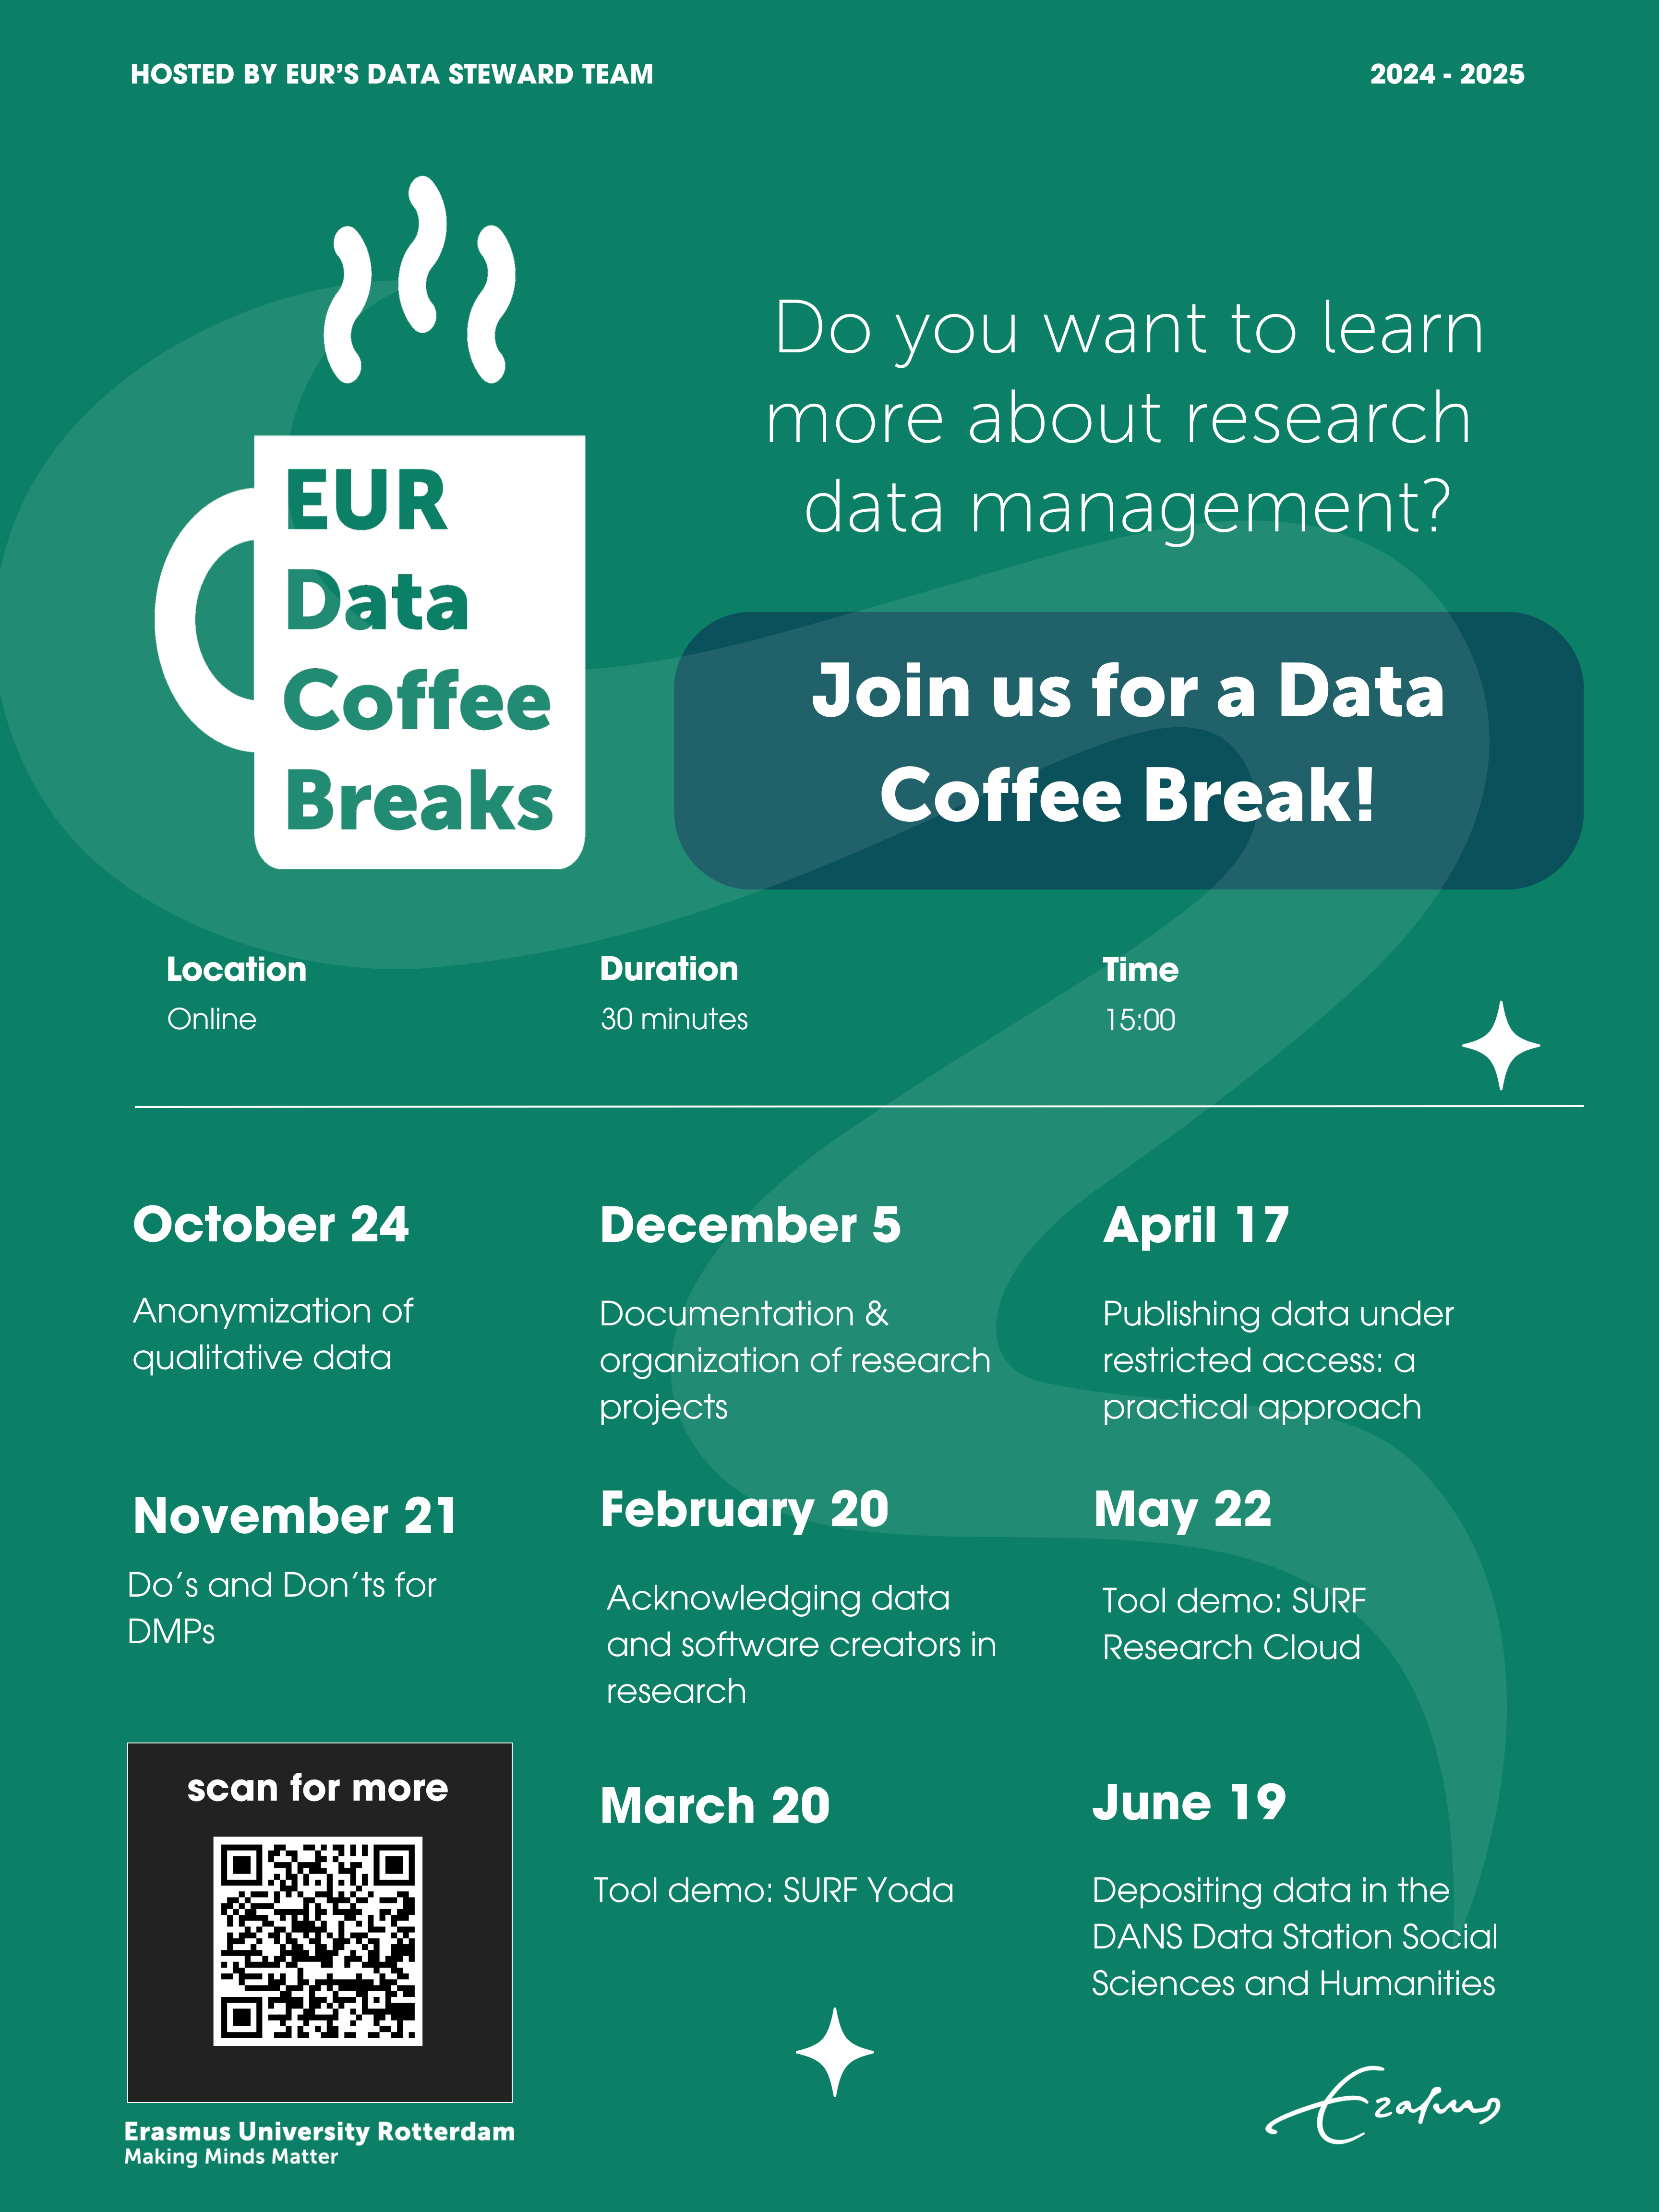 HOSTED BY EUR'S DATA STEWARD TEAM
2024 - 2025
EUR
Data
Coffee
Breaks
Do you want to learn
more about research
data management?
Join us for a Data
Coffee Break!
Location
Online
Duration
30 minutes
Time
15:00
October 24
Anonymization of
qualitative data
November 21
Do's and Don'ts for
DMPs
December 5
Documentation &
organization of research
projects
February 20
Acknowledging data
and software creators in
research
March 20
Tool demo: SURF Yoda
April 17
Publishing data under
restricted access: a
practical approach
May 22
Tool demo: SURF
Research Cloud
June 19
Depositing data in the
DANS Data Station Social
Sciences and Humanities
scan for more
Erasmus University Rotterdam
Making Minds Matter
Erasmus